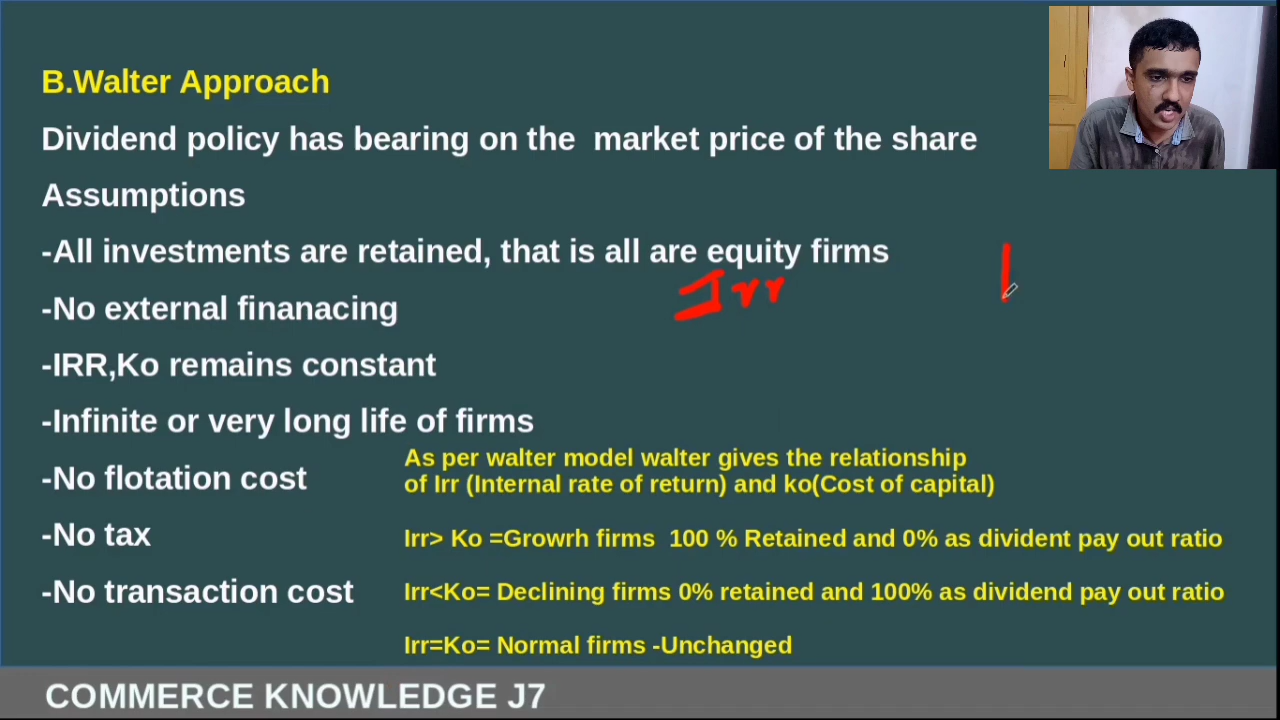 B.Walter Approach
Dividend policy has bearing on the market price of the share
Assumptions
-All investments are retained, that is all are equity firms
Irr
-No external finanacing
-IRR,Ko remains constant
-Infinite or very long life of firms
-No flotation cost
-No tax
-No transaction cost
As per walter model walter gives the relationship
of Irr (Internal rate of return) and ko(Cost of capital)
Irr> Ko =Growrh firms 100 % Retained and 0% as divident pay out ratio
Irr<Ko= Declining firms 0% retained and 100% as dividend pay out ratio
Irr=Ko= Normal firms -Unchanged
COMMERCE KNOWLEDGE J7